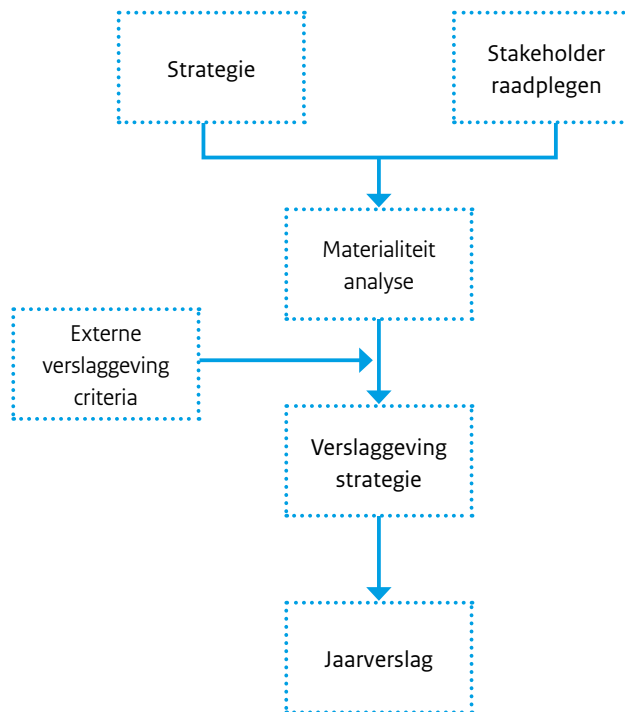 Strategie
Stakeholder
raadplegen
Materialiteit
analyse
Externe
verslaggeving
criteria
Verslaggeving
strategie
Jaarverslag